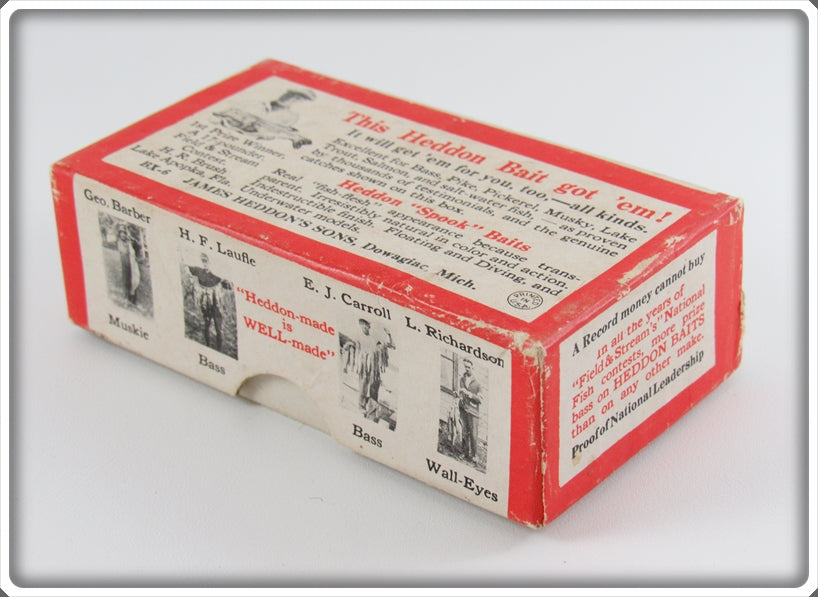 This Heddon Bait got 'em!
It will get 'em for you, too,—all kinds.
Excellent for Bass, Pike, Pickerel, Musky, Lake
Trout, Salmon, and salt-water fish, as proven
by thousands of testimonials, and the genuine
catches shown on this box.
Heddon "Spook" Baits
Real "fish-flesh" appearance because trans-
parent. Irresistibly natural in color and action.
Indestructible finish. Floating and Diving, and
Underwater models.
JAMES HEDDON'S SONS, Dowagiac, Mich.
1st Prize Winner,
A 17-pounder.
Field & Stream
Contest.
H. R. Brush
Lake Apopka, Fla.
BX-6
PRINTED
IN
U.S.A.
Geo. Barber
Muskie
H. F. Laufle
Bass
"Heddon-made
is
WELL-made"
E. J. Carroll
Bass
L. Richardson
Wall-Eyes
A Record money cannot buy
In all the years of
"Field & Stream's" National
Fish contests, more prize
bass on HEDDON BAITS
than on any other make.
Proof of National Leadership